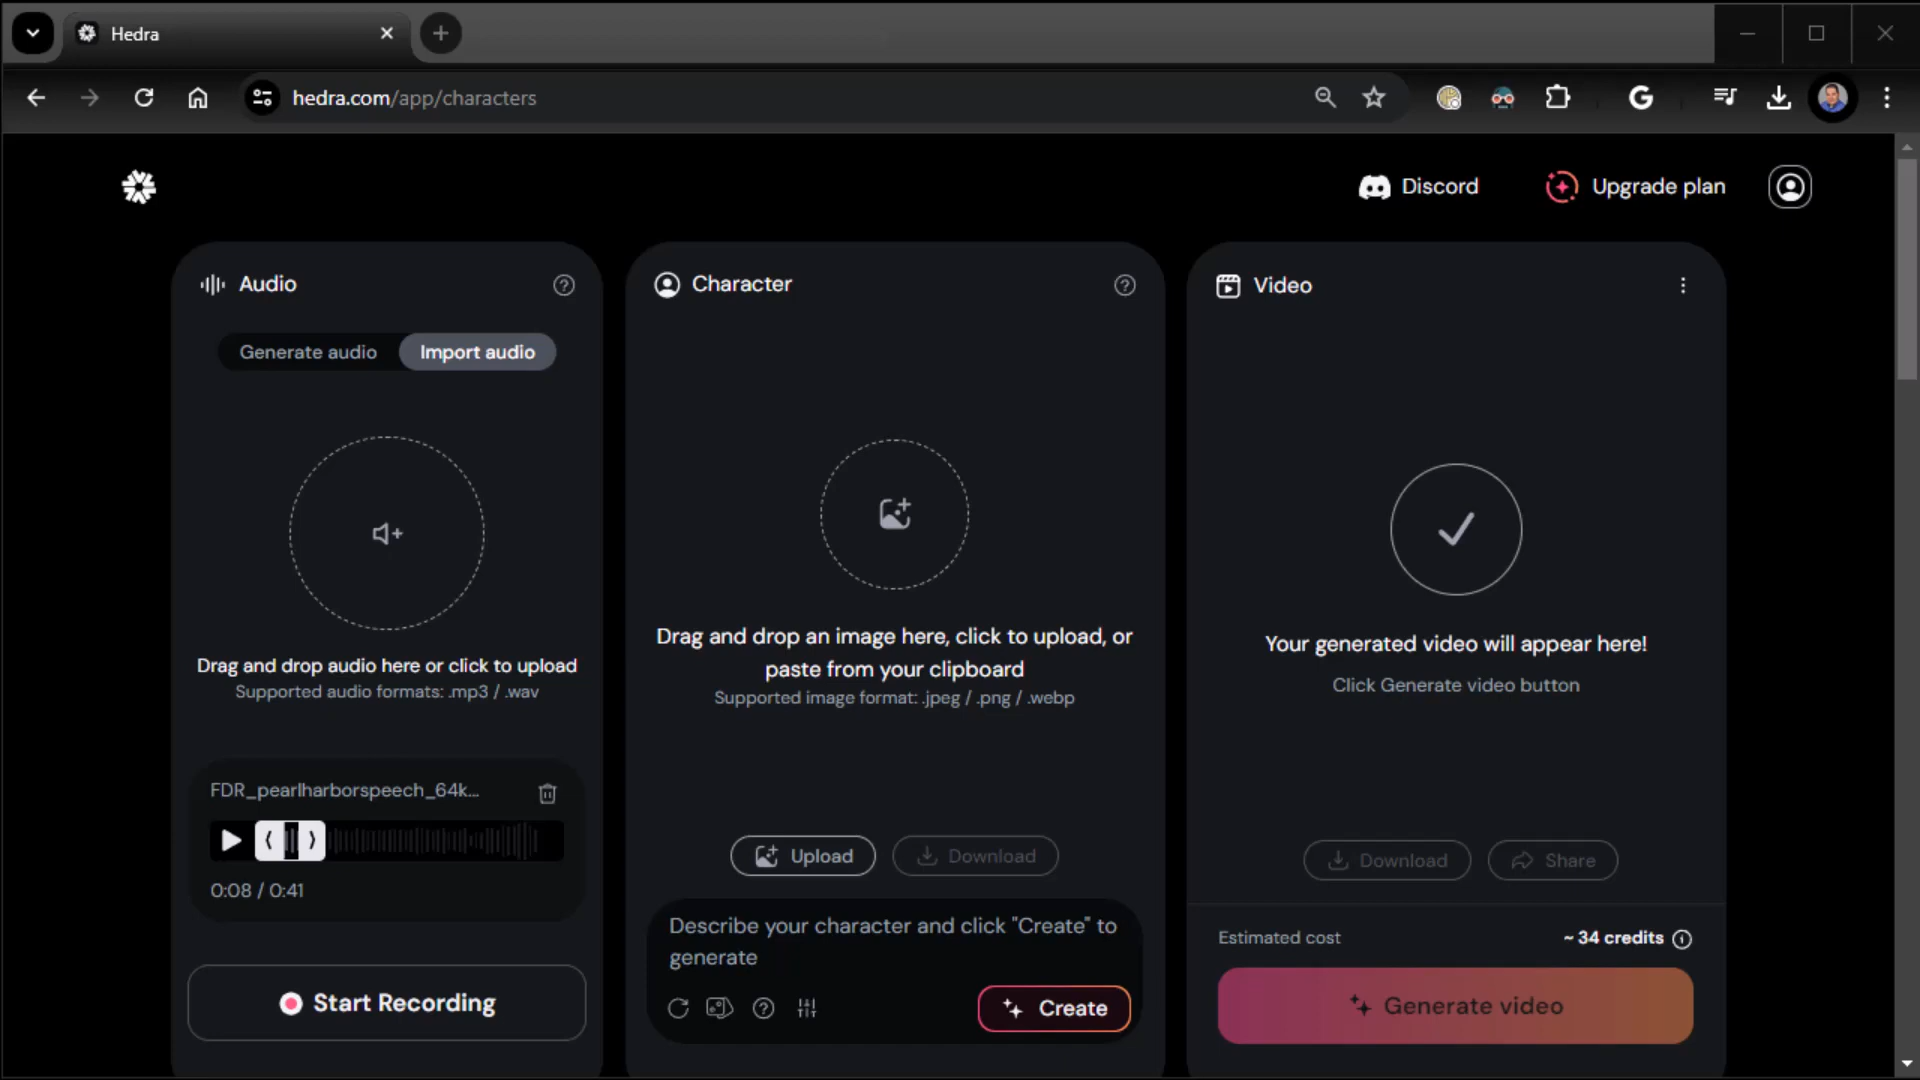 Hedra
hedra.com/app/characters
Discord
Upgrade plan
Audio
Generate audio
Import audio
Drag and drop audio here or click to upload
Supported audio formats: .mp3 / .wav
FDR_pearlharborspeech_64k...
0:08 / 0:41
Start Recording
Character
Drag and drop an image here, click to upload, or
paste from your clipboard
Supported image format: .jpeg / .png / .webp
Upload
Download
Describe your character and click "Create" to
generate
Create
Video
Your generated video will appear here!
Click Generate video button
Download
Share
Estimated cost
~ 34 credits
Generate video